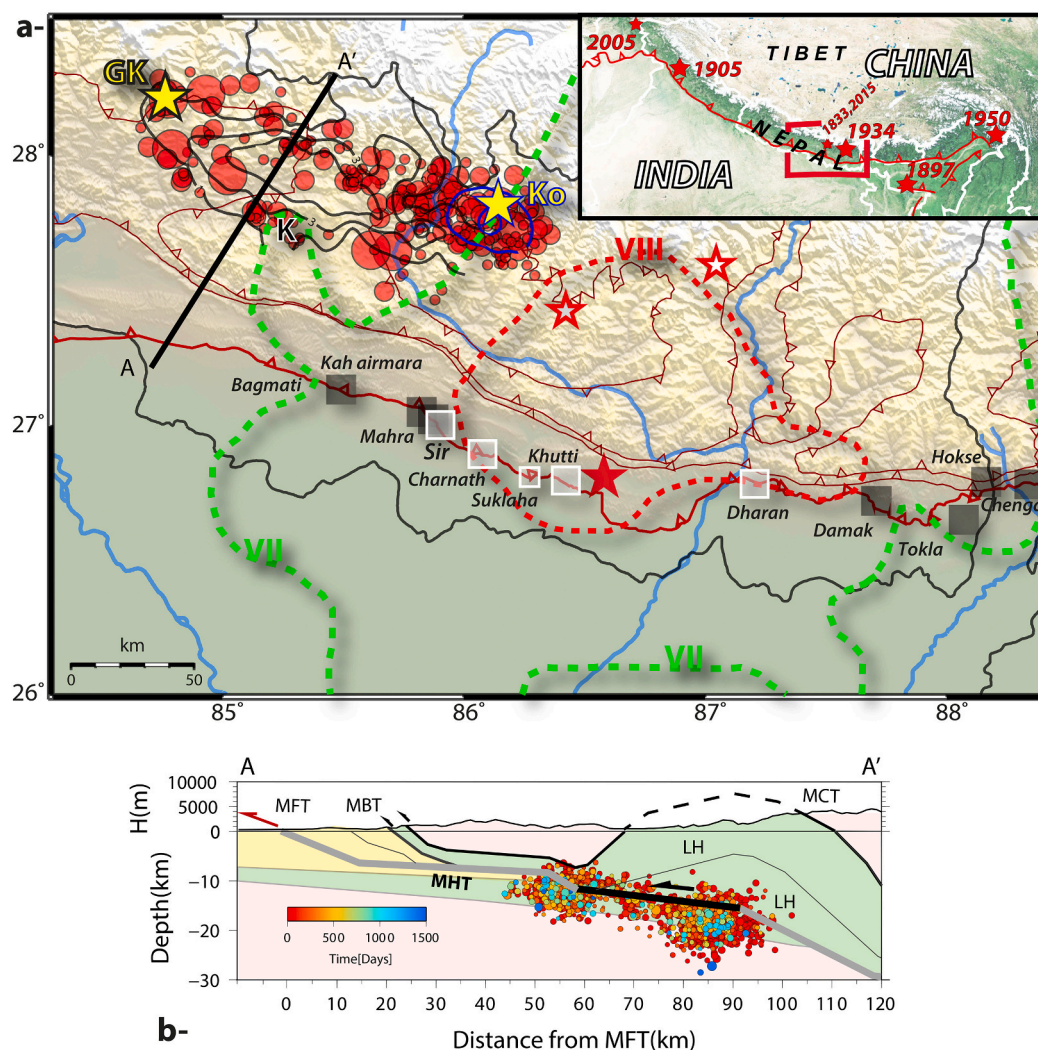 a-
2005
1905
TIBET
CHINA
1833,2015
1934
1950
NEPAL
INDIA
1897
GK
A'
3
28°
Ko
K
3
VIII
A
Kah airmara
Bagmati
27°
Mahra
Sir
Khutti
Charnath
Suklaha
Hokse
Dharan
Chenga
Damak
Tokla
VII
km
0 50
VII
26°
85° 86° 87° 88°
A A'
10000
5000
0
H(m)
MFT
MBT
MCT
LH
MHT
LH
−10
−20
−30
Depth(km)
0 500 1000 1500
Time[Days]
0 10 20 30 40 50 60 70 80 90 100 110 120
b-
Distance from MFT(km)